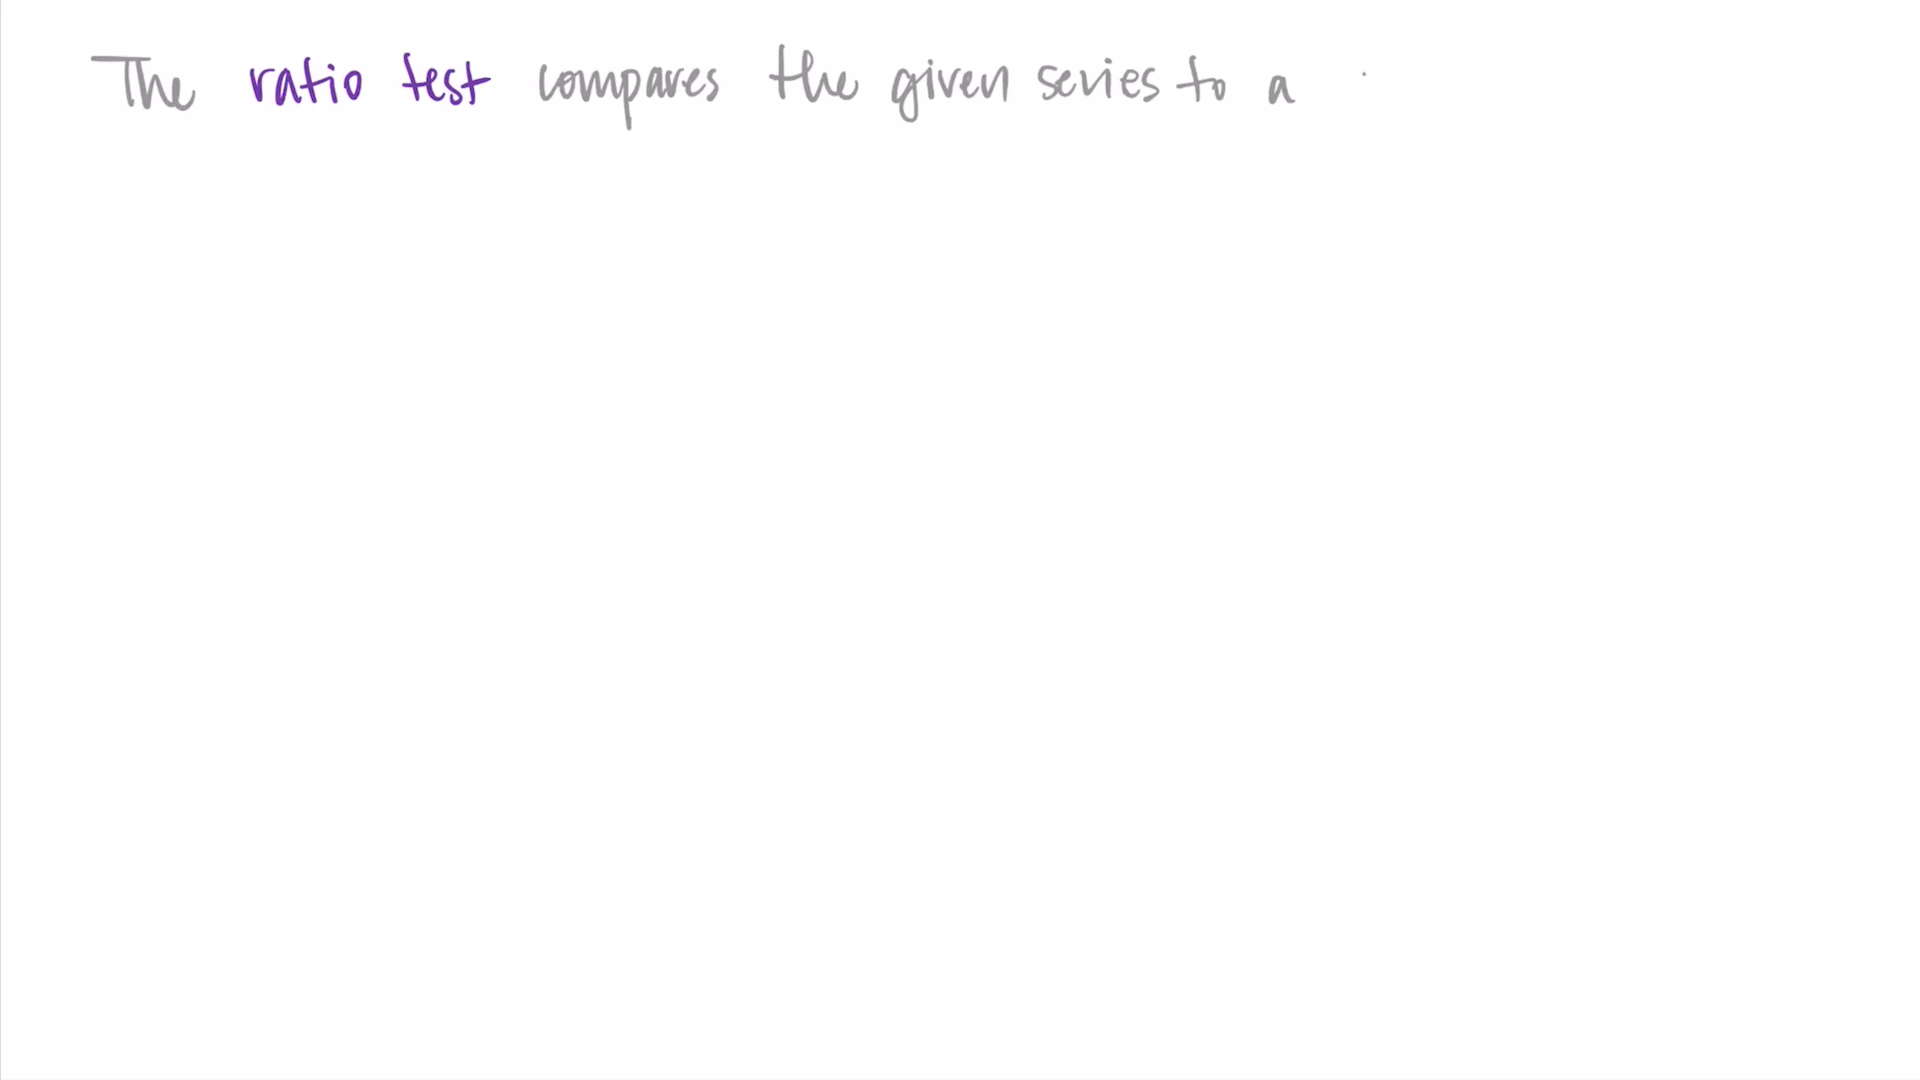 The ratio test compares the given series to a